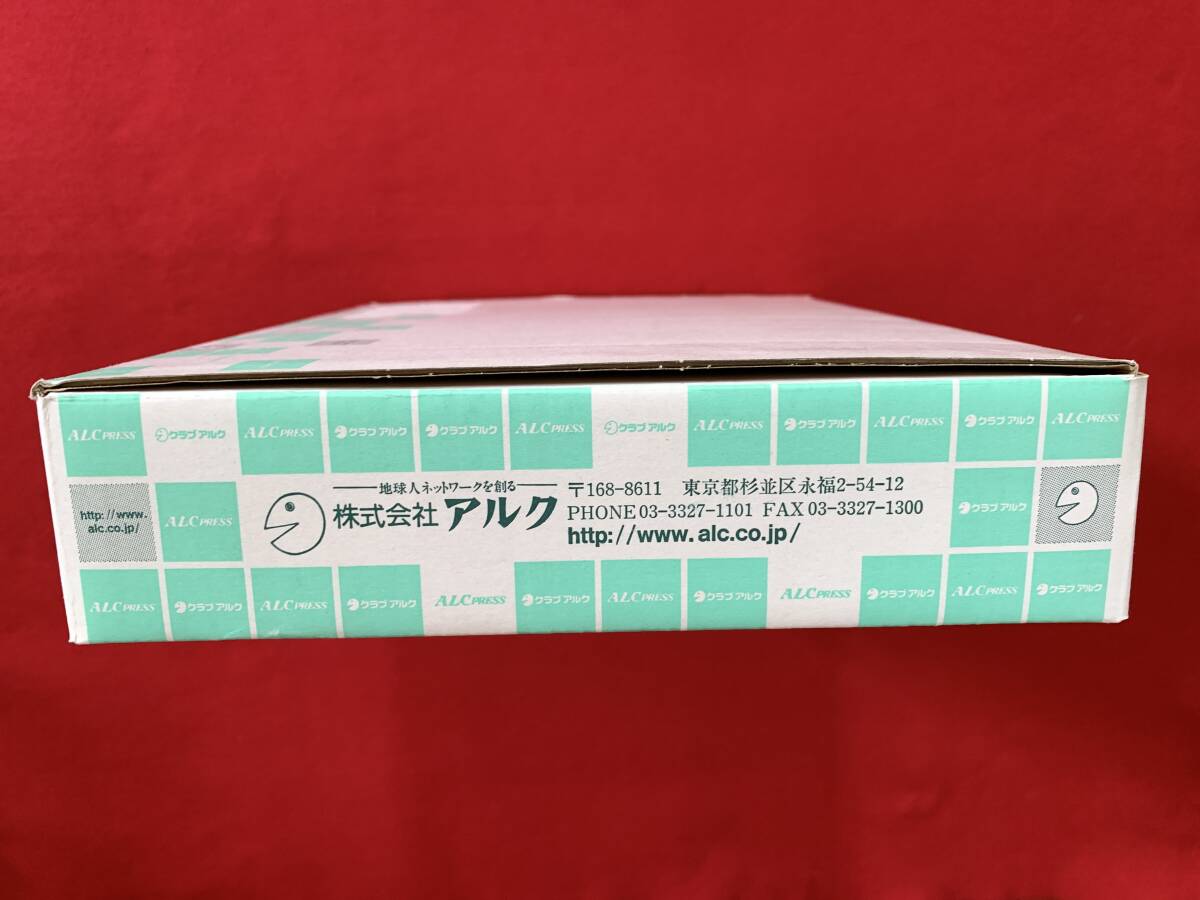 ALC PRESS クラブ アルク ALC PRESS クラブ アルク クラブ アルク ALC PRESS クラブ アルク ALC PRESS クラブ アルク ALC PRESS クラブ アルク ALC PRESS
地球人ネットワークを創る
株式会社 アルク
〒168-8611 東京都杉並区永福2-54-12
PHONE 03-3327-1101 FAX 03-3327-1300
http://www.alc.co.jp/
http://www.
alc.co.jp/
ALC PRESS
クラブ アルク
ALC PRESS クラブ アルク ALC PRESS クラブ アルク ALC PRESS クラブ アルク ALC PRESS クラブ アルク ALC PRESS クラブ アルク ALC PRESS クラブ アルク